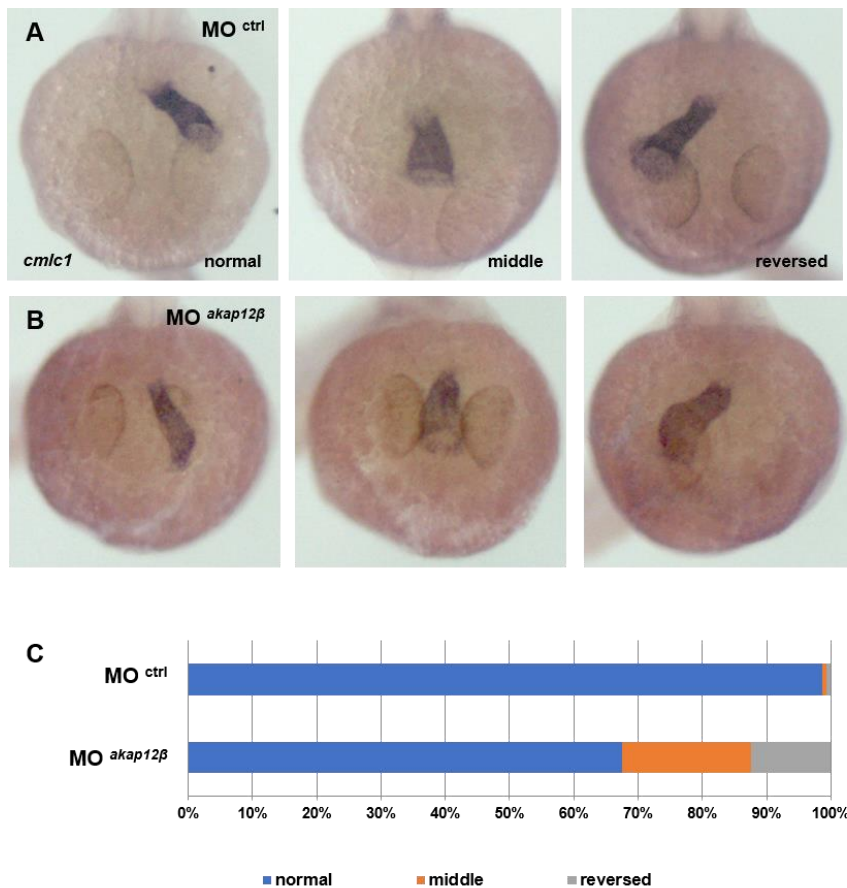 A MO ctrl
cmlc1 normal middle reversed
B MO akap12β
C
MO ctrl
MO akap12β
0% 10% 20% 30% 40% 50% 60% 70% 80% 90% 100%
normal middle reversed